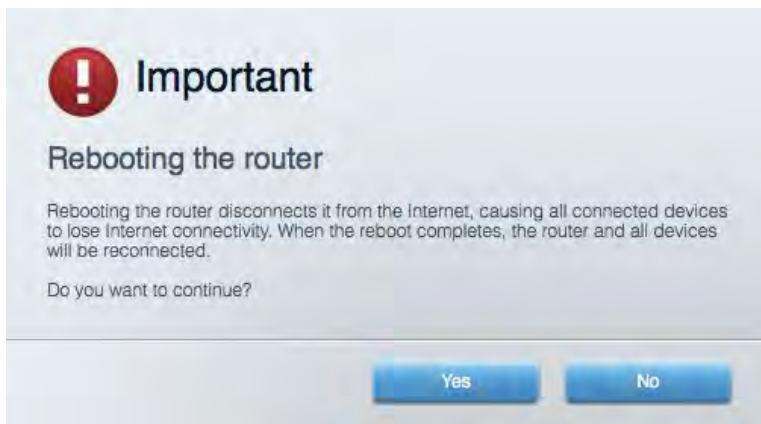 Important
Rebooting the router
Rebooting the router disconnects it from the Internet, causing all connected devices
to lose Internet connectivity. When the reboot completes, the router and all devices
will be reconnected.
Do you want to continue?
Yes No